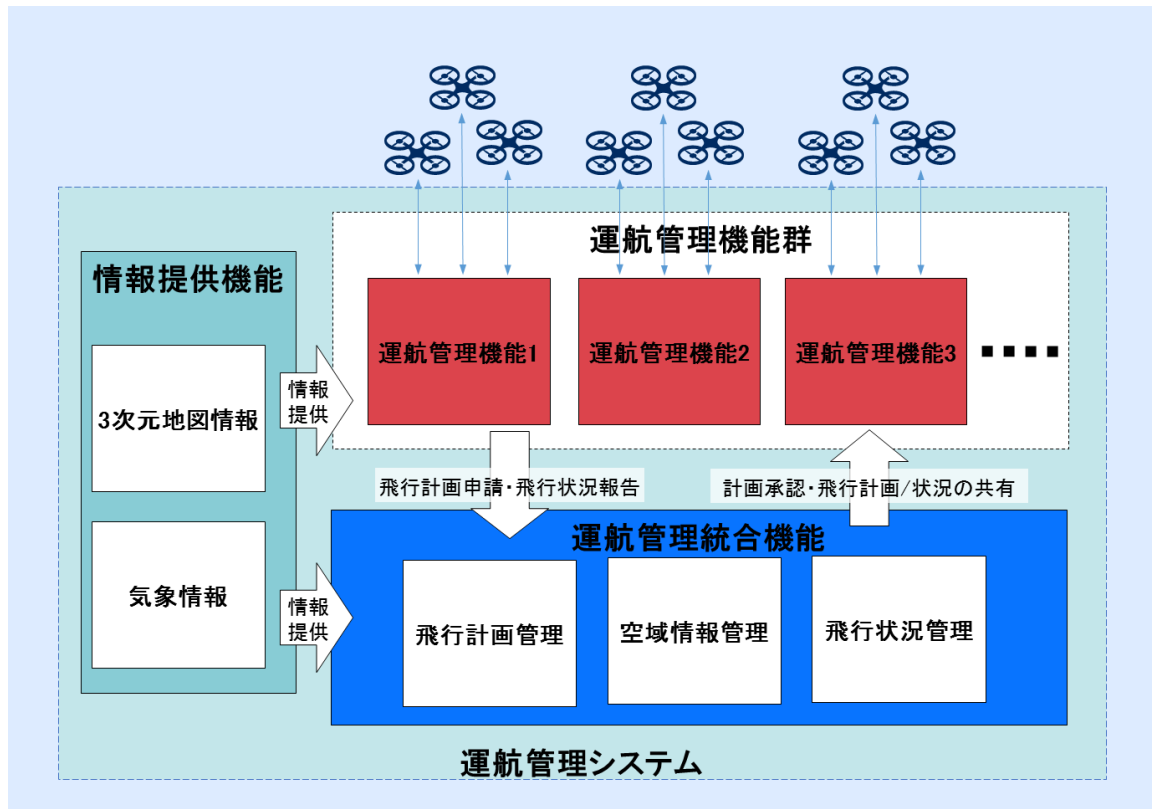 運航管理機能群
情報提供機能
運航管理機能1
運航管理機能2
運航管理機能3
3次元地図情報
情報
提供
飛行計画申請・飛行状況報告
計画承認・飛行計画/状況の共有
運航管理統合機能
気象情報
情報
提供
飛行計画管理
空域情報管理
飛行状況管理
運航管理システム